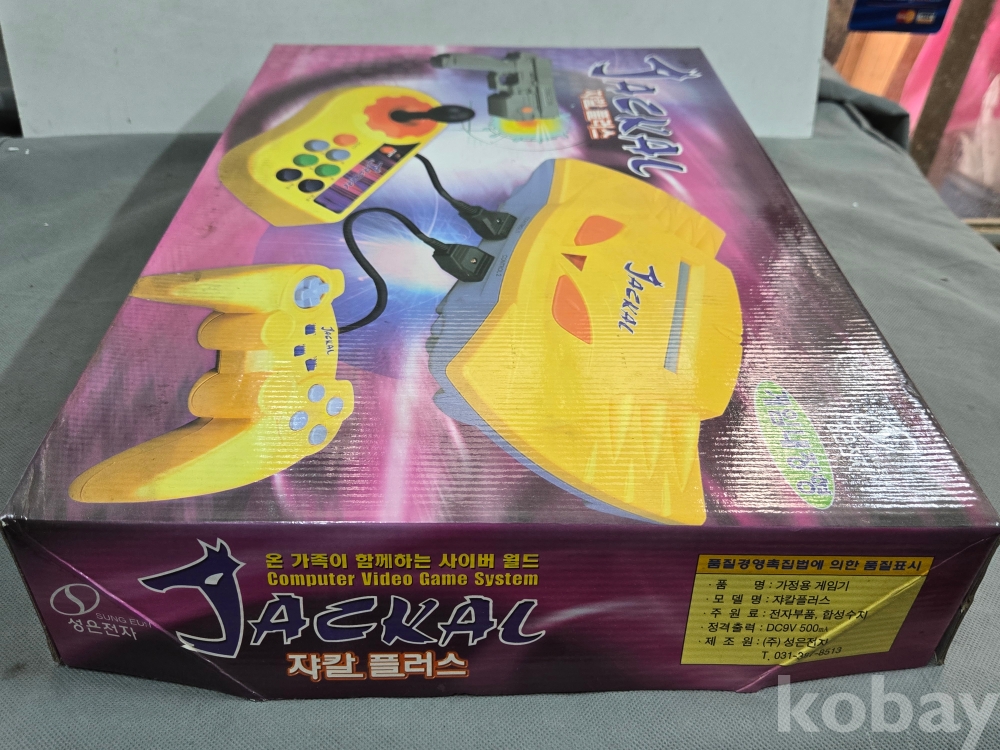 JACKAL
쟈칼 플러스
JACKAL
JACKAL
CONTROL 2
온 가족이 함께하는 사이버 월드
Computer Video Game System
JACKAL
쟈칼 플러스
SUNG EUN
성은전자
품질경영촉집법에 의한 품질표시
· 품 명 : 가정용 게임기
· 모 델 명 : 쟈칼플러스
· 주 원 료 : 전자부품, 합성수지
· 정격출력 : DC9V 500
· 제 조 원 : (주) 성은전자
kobay